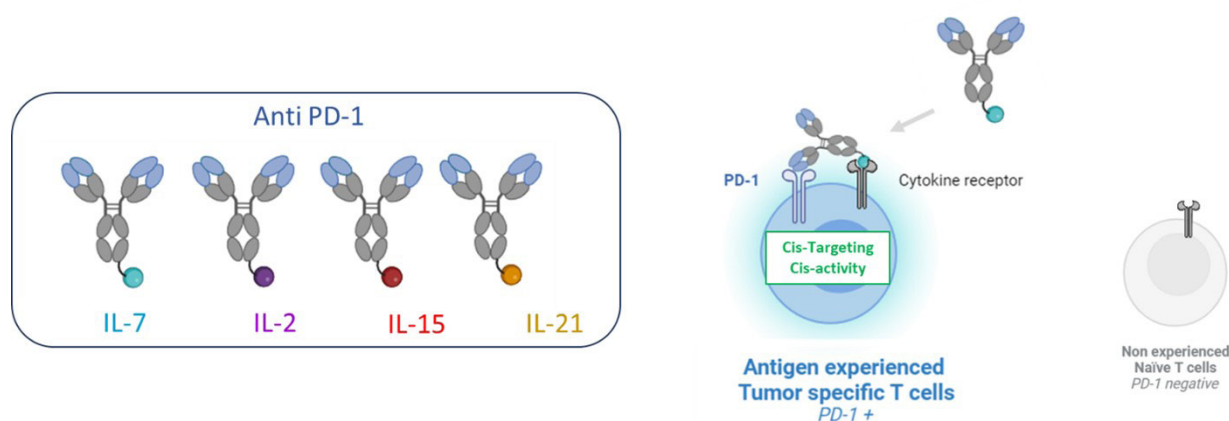 Anti PD-1
IL-7
IL-2
IL-15
IL-21
PD-1
Cytokine receptor
Cis-Targeting
Cis-activity
Antigen experienced
Tumor specific T cells
PD-1 +
Non experienced
Naïve T cells
PD-1 negative